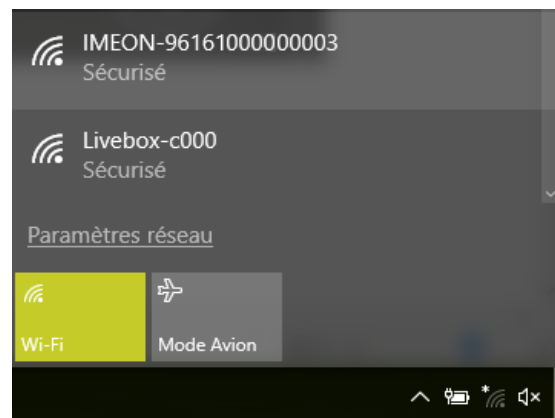 IMEON-96161000000003
Sécurisé
Livebox-c000
Sécurisé
Paramètres réseau
Wi-Fi
Mode Avion